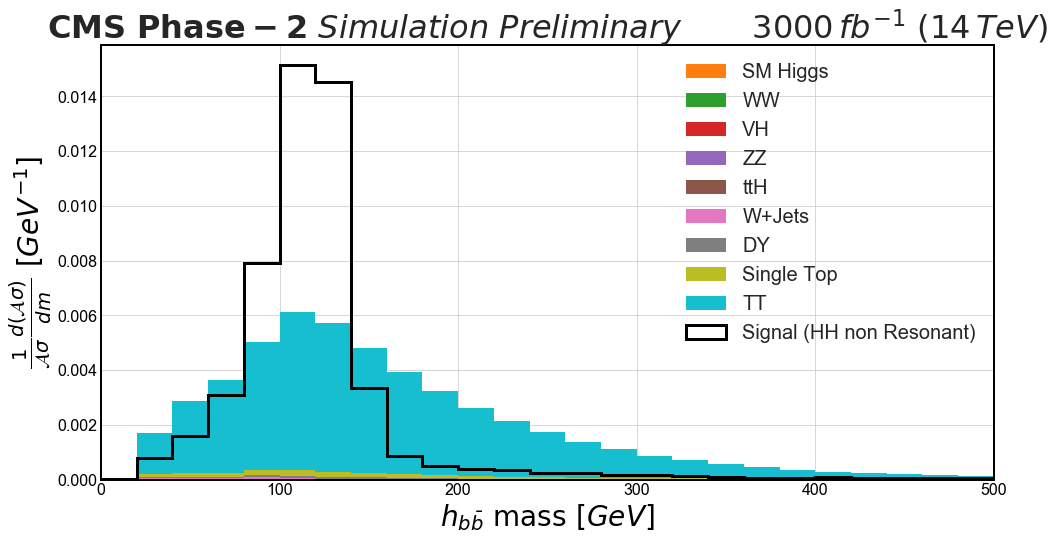 CMS Phase − 2 Simulation Preliminary 3000 fb⁻¹ (14 TeV)
SM Higgs
WW
VH
ZZ
ttH
W+Jets
DY
Single Top
TT
Signal (HH non Resonant)
0.014
0.012
0.010
0.008
0.006
0.004
0.002
0.000
1/𝒜σ d(𝒜σ)/dm [GeV⁻¹]
0 100 200 300 400 500
h_{bb̄} mass [GeV]